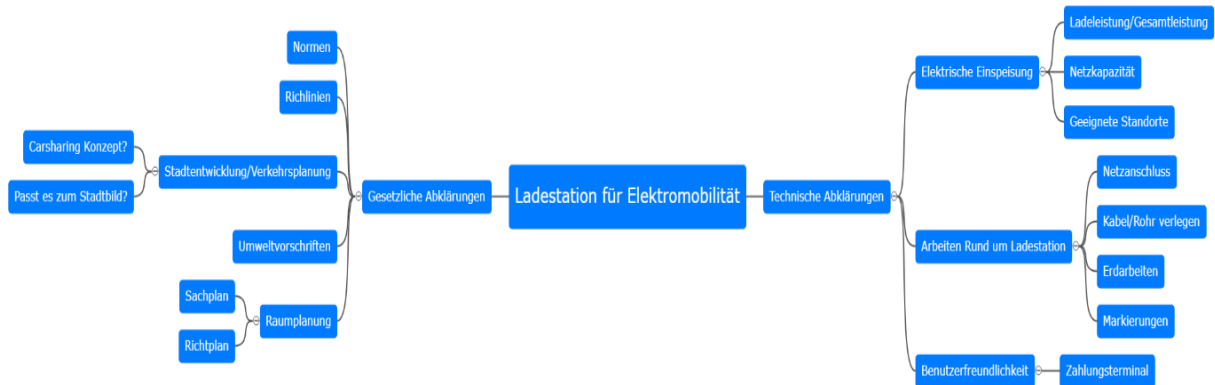 Ladestation für Elektromobilität
Gesetzliche Abklärungen
Normen
Richlinien
Stadtentwicklung/Verkehrsplanung
Carsharing Konzept?
Passt es zum Stadtbild?
Umweltvorschriften
Raumplanung
Sachplan
Richtplan
Technische Abklärungen
Elektrische Einspeisung
Ladeleistung/Gesamtleistung
Netzkapazität
Geeignete Standorte
Arbeiten Rund um Ladestation
Netzanschluss
Kabel/Rohr verlegen
Erdarbeiten
Markierungen
Benutzerfreundlichkeit
Zahlungsterminal